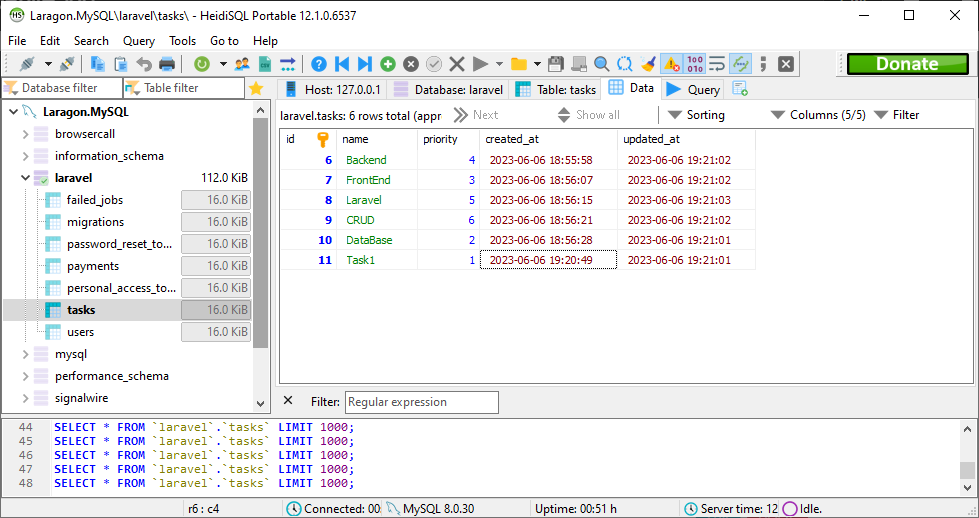 Laragon.MySQL\laravel\tasks\ - HeidiSQL Portable 12.1.0.6537
File Edit Search Query Tools Go to Help
Donate
Database filter Table filter
Host: 127.0.0.1 Database: laravel Table: tasks Data Query
laravel.tasks: 6 rows total (appr Next Show all Sorting Columns (5/5) Filter
Laragon.MySQL
browsercall
information_schema
laravel 112.0 KiB
failed_jobs 16.0 KiB
migrations 16.0 KiB
password_reset_to... 16.0 KiB
payments 16.0 KiB
personal_access_to... 16.0 KiB
tasks 16.0 KiB
users 16.0 KiB
mysql
performance_schema
signalwire
id name priority created_at updated_at
6 Backend 4 2023-06-06 18:55:58 2023-06-06 19:21:02
7 FrontEnd 3 2023-06-06 18:56:07 2023-06-06 19:21:02
8 Laravel 5 2023-06-06 18:56:15 2023-06-06 19:21:03
9 CRUD 6 2023-06-06 18:56:21 2023-06-06 19:21:02
10 DataBase 2 2023-06-06 18:56:28 2023-06-06 19:21:01
11 Task1 1 2023-06-06 19:20:49 2023-06-06 19:21:01
Filter: Regular expression
44 SELECT * FROM `laravel`.`tasks` LIMIT 1000;
45 SELECT * FROM `laravel`.`tasks` LIMIT 1000;
46 SELECT * FROM `laravel`.`tasks` LIMIT 1000;
47 SELECT * FROM `laravel`.`tasks` LIMIT 1000;
48 SELECT * FROM `laravel`.`tasks` LIMIT 1000;
r6 : c4 Connected: 00: MySQL 8.0.30 Uptime: 00:51 h Server time: 12 Idle.